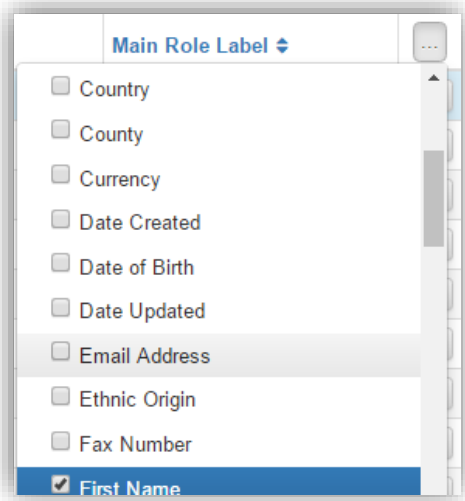 Main Role Label
...
Country
County
Currency
Date Created
Date of Birth
Date Updated
Email Address
Ethnic Origin
Fax Number
First Name